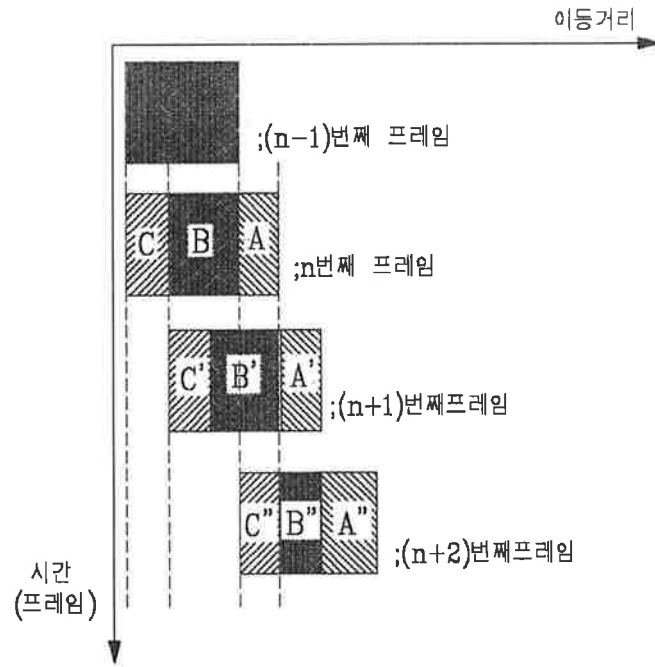 이동거리
;(n-1)번째 프레임
C B A
;n번째 프레임
C' B' A'
;(n+1)번째프레임
C" B" A"
;(n+2)번째프레임
시간
(프레임)